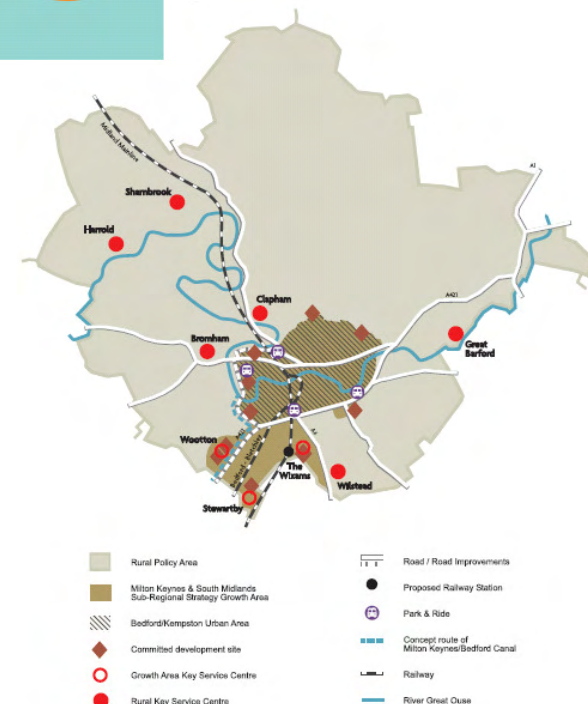 Midland Mainline
Sharnbrook
A1
Harrold
A421
Clapham
Bromham
Great
Barford
Wootton
A6
The
Wixams
Wilstead
Stewartby
Rural Policy Area
Road / Road Improvements
Milton Keynes & South Midlands
Sub-Regional Strategy Growth Area
Proposed Railway Station
Park & Ride
Bedford/Kempston Urban Area
Concept route of
Milton Keynes/Bedford Canal
Committed development site
Growth Area Key Service Centre
Railway
Rural Key Service Centre
River Great Ouse